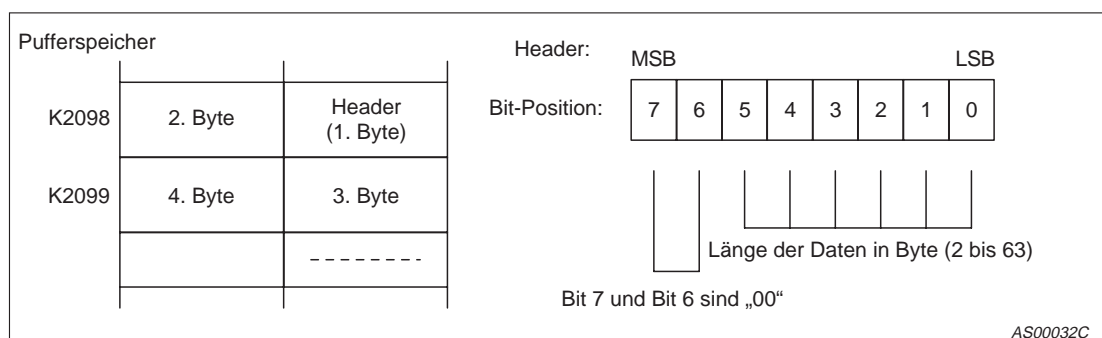 Pufferspeicher
K2098
2. Byte
Header
(1. Byte)
K2099
4. Byte
3. Byte
Header:
MSB
LSB
Bit-Position:
7 6 5 4 3 2 1 0
Länge der Daten in Byte (2 bis 63)
Bit 7 und Bit 6 sind „00“
AS00032C